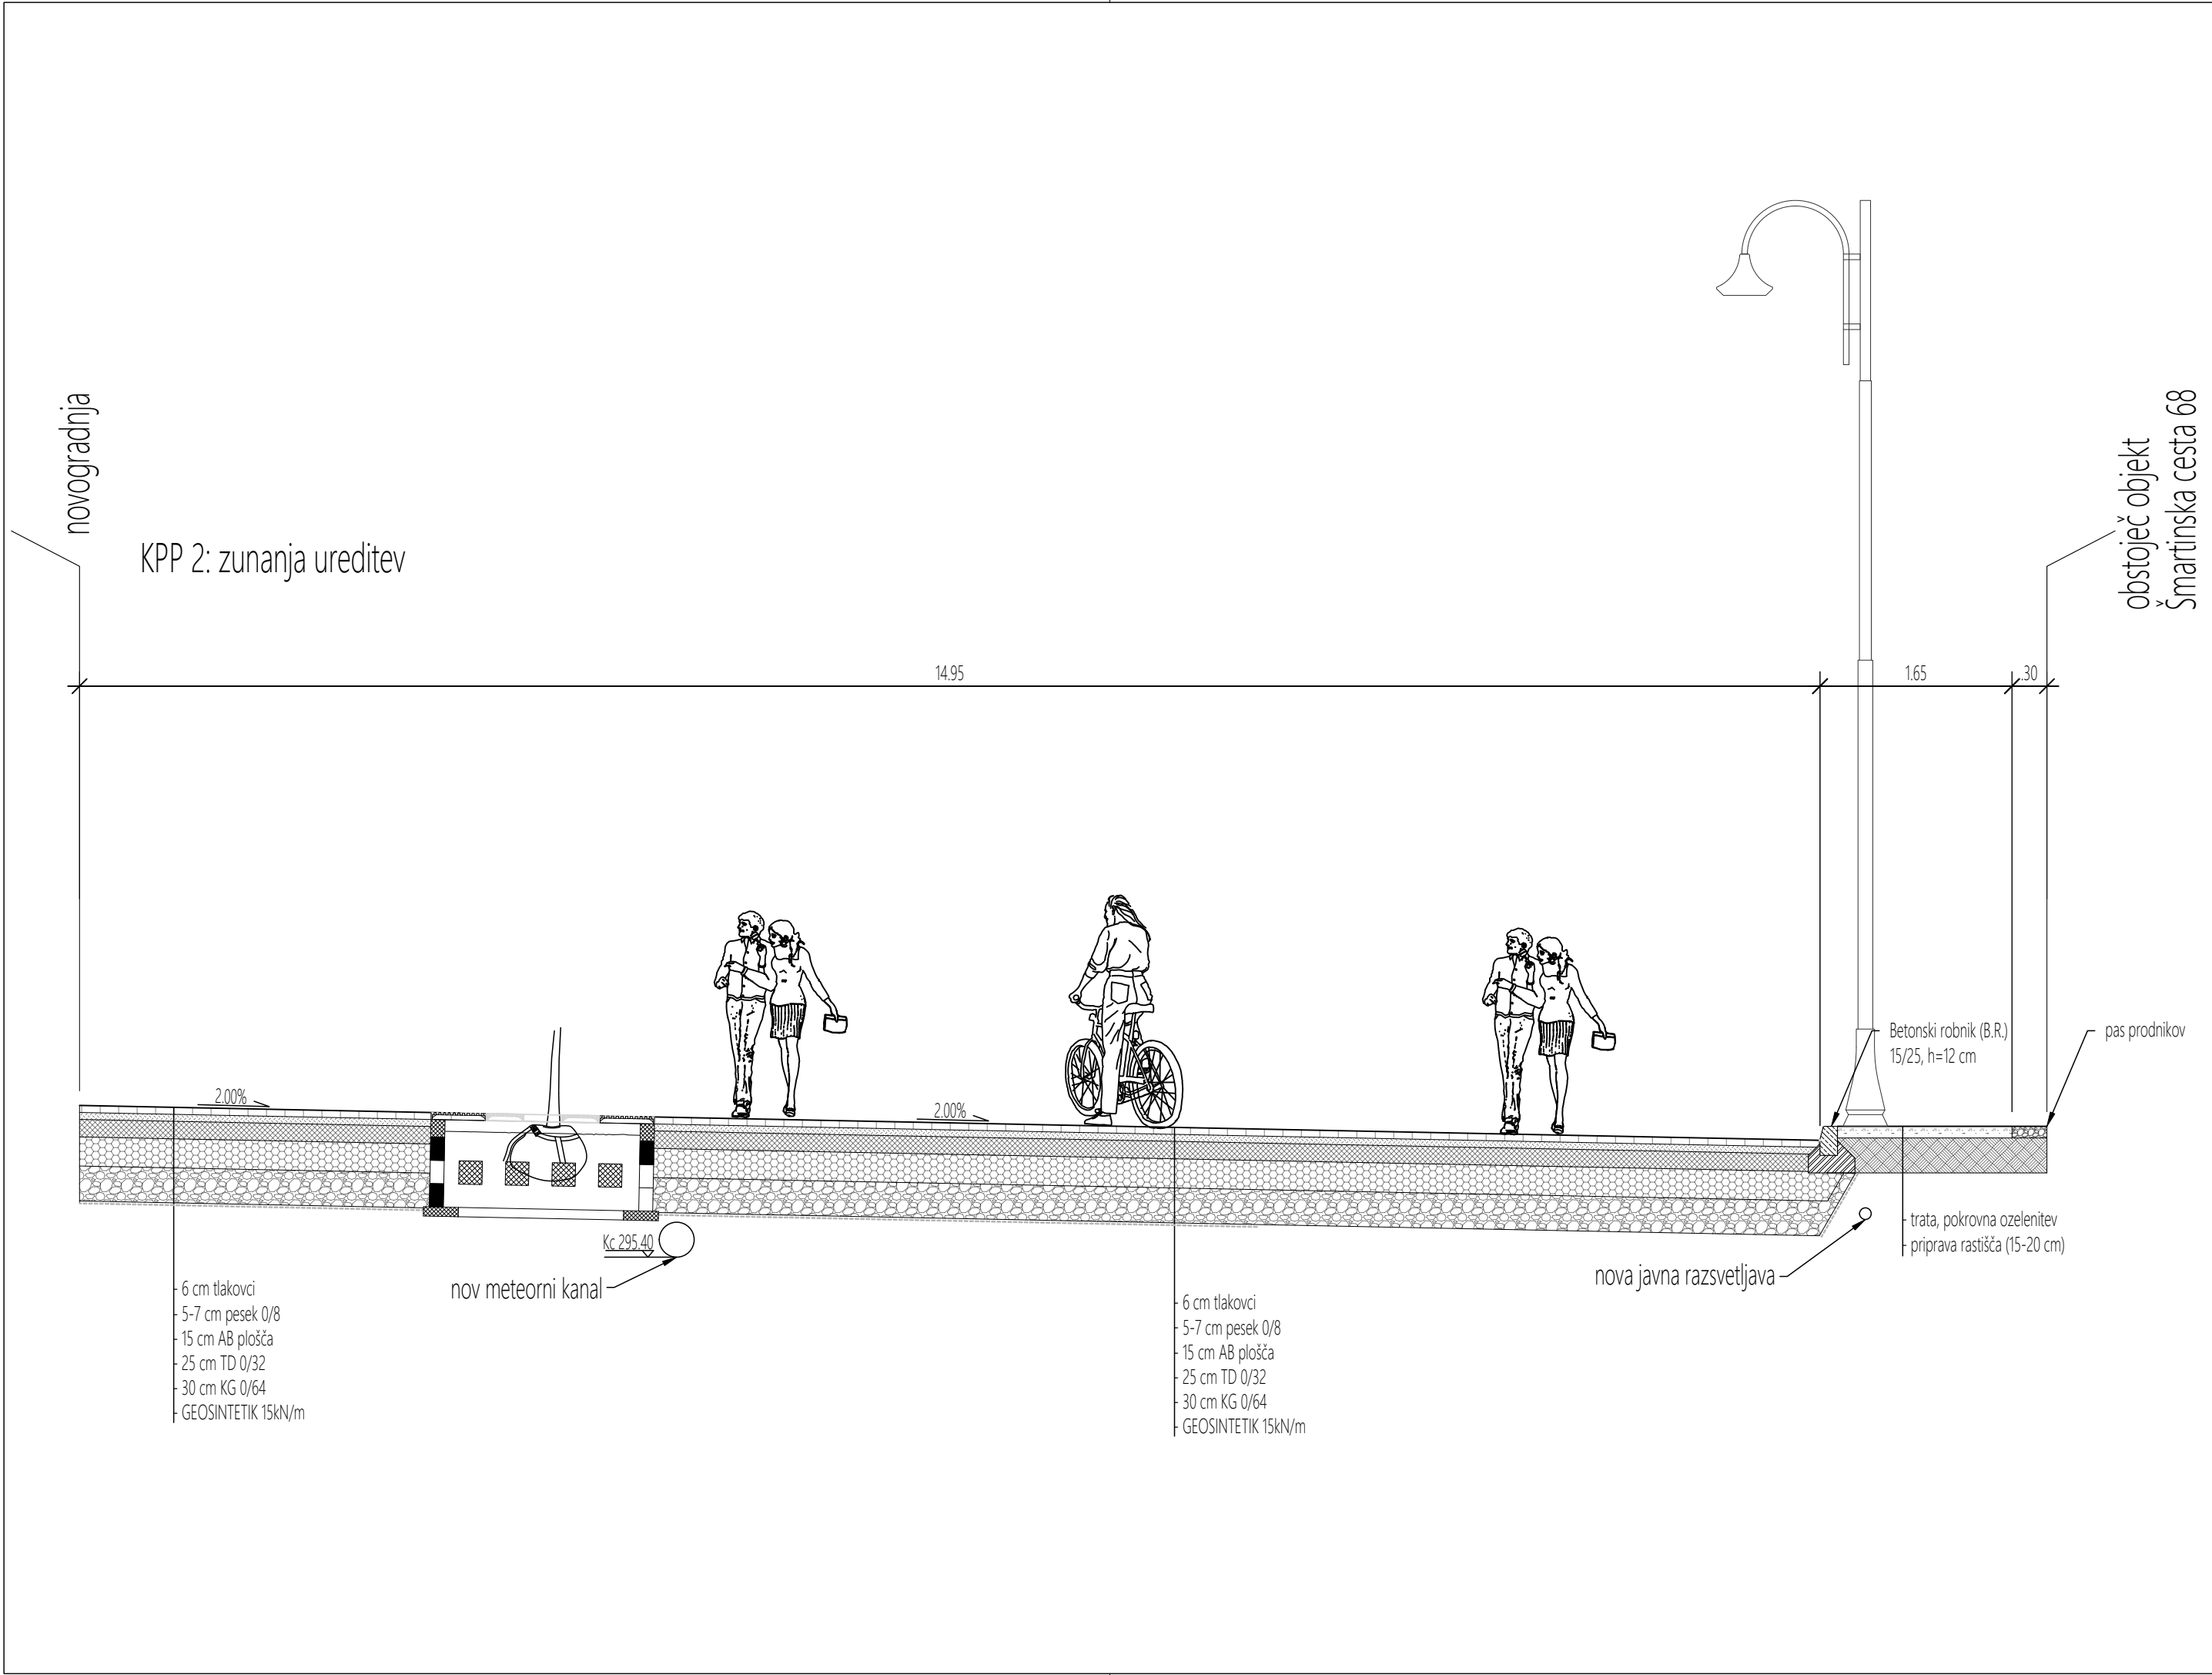 novogradnja
KPP 2: zunanja ureditev
obstoječ objekt
Šmartinska cesta 68
14.95
1.65
.30
2.00%
2.00%
Betonski robnik (B.R.)
15/25, h=12 cm
pas prodnikov
Kc 295.40
nov meteorni kanal
nova javna razsvetljava
trata, pokrovna ozelenitev
priprava rastišča (15-20 cm)
6 cm tlakovci
5-7 cm pesek 0/8
15 cm AB plošča
25 cm TD 0/32
30 cm KG 0/64
GEOSINTETIK 15kN/m
6 cm tlakovci
5-7 cm pesek 0/8
15 cm AB plošča
25 cm TD 0/32
30 cm KG 0/64
GEOSINTETIK 15kN/m